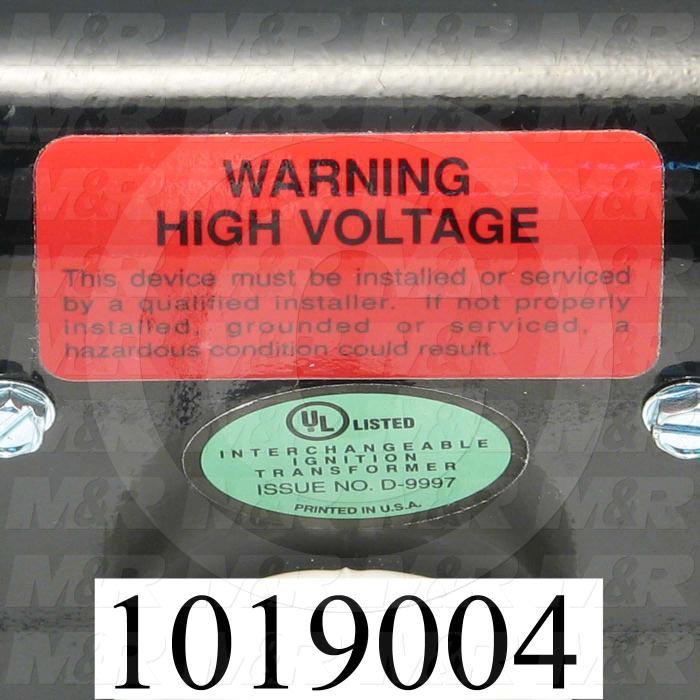 WARNING
HIGH VOLTAGE
This device must be installed or serviced
by a qualified installer. If not properly
installed, grounded or serviced, a
hazardous condition could result.
UL LISTED
INTERCHANGEABLE
IGNITION
TRANSFORMER
ISSUE NO. D-9997
PRINTED IN U.S.A.
1019004